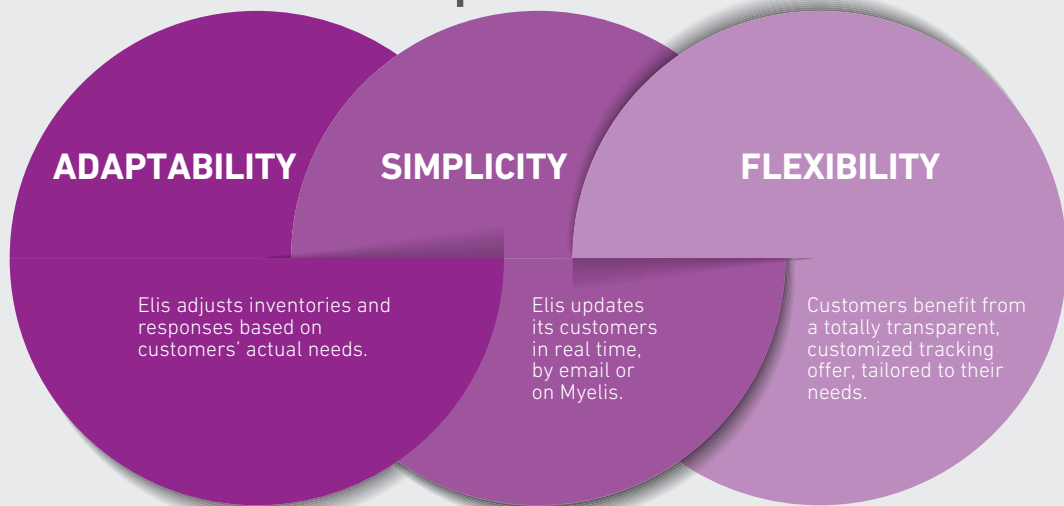 ADAPTABILITY
Elis adjusts inventories and
responses based on
customers’ actual needs.
SIMPLICITY
Elis updates
its customers
in real time,
by email or
on Myelis.
FLEXIBILITY
Customers benefit from
a totally transparent,
customized tracking
offer, tailored to their
needs.